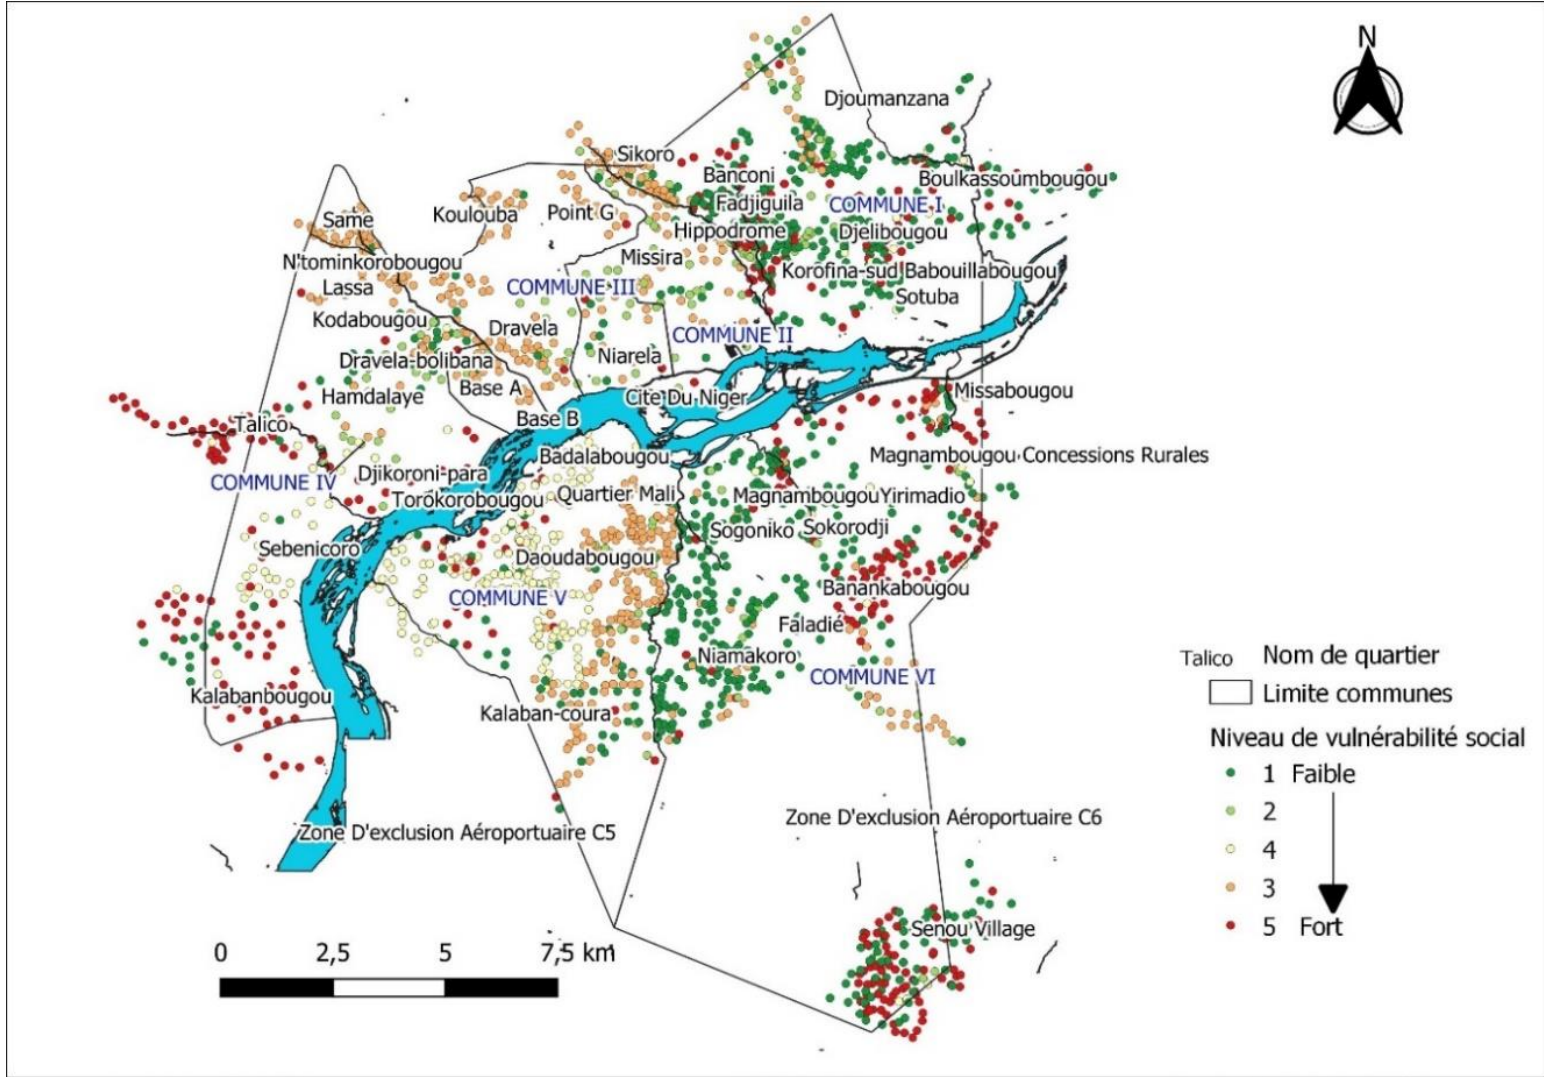 N
Djoumanzana
Sikoro
Banconi
Boulkassoumbougou
Fadjiguila
COMMUNE I
Same
Koulouba
Point G
Hippodrome
Djelibougou
N'tominkorobougou
Missira
Korofina-sud Babouillabougou
Lassa
COMMUNE III
Sotuba
Kodabougou
Dravela
COMMUNE II
Dravela-bolibana
Niarela
Base A
Hamdalaye
Cite Du Niger
Missabougou
Talico
Base B
Badalabougou
Magnambougou Concessions Rurales
COMMUNE IV
Djikoroni-para
Torokorobougou
Quartier Mali
Magnambougou Yirimadio
Sogoniko
Sokorodji
Sebenicoro
Daoudabougou
COMMUNE V
Banankabougou
Faladié
Niamakoro
COMMUNE VI
Kalabanbougou
Kalaban-coura
Zone D'exclusion Aéroportuaire C5
Zone D'exclusion Aéroportuaire C6
Senou Village
Talico Nom de quartier
Limite communes
Niveau de vulnérabilité social
1 Faible
2
4
3
5 Fort
0 2,5 5 7,5 km